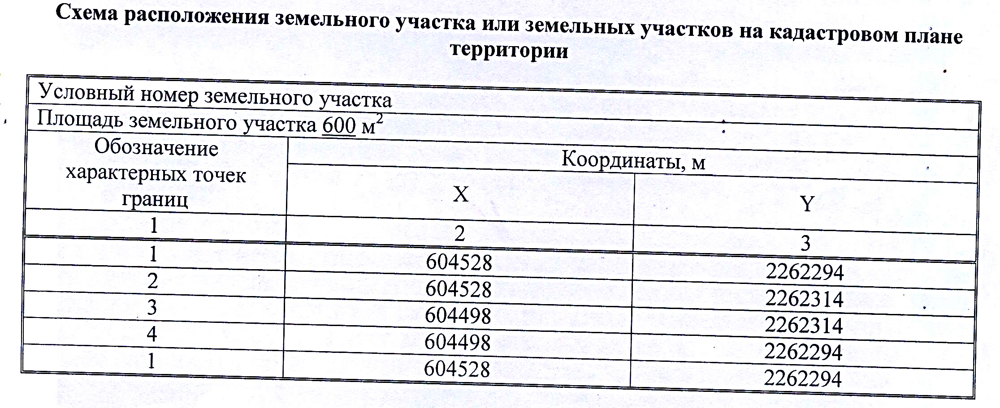 Схема расположения земельного участка или земельных участков на кадастровом плане
территории
Условный номер земельного участка
Площадь земельного участка 600 м²
Обозначение
характерных точек
границ
Координаты, м
X
Y
1
2
3
1
604528
2262294
2
604528
2262314
3
604498
2262314
4
604498
2262294
1
604528
2262294